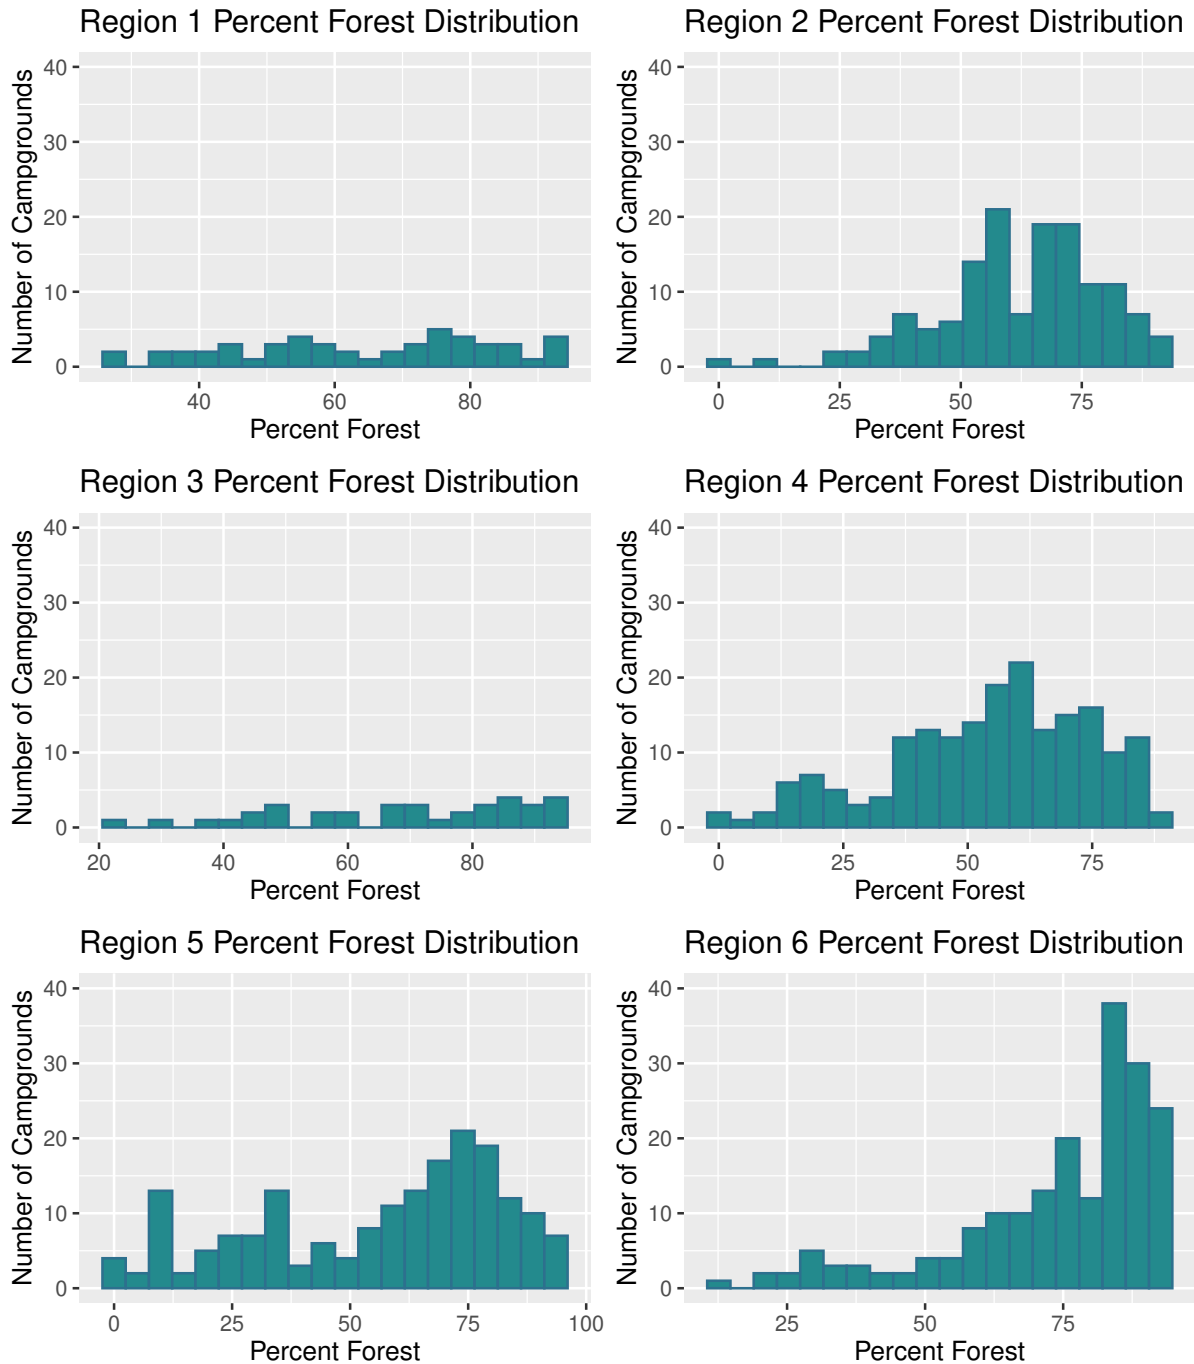 Region 1 Percent Forest Distribution
Number of Campgrounds
40
30
20
10
0
40 60 80
Percent Forest
Region 2 Percent Forest Distribution
Number of Campgrounds
40
30
20
10
0
0 25 50 75
Percent Forest
Region 3 Percent Forest Distribution
Number of Campgrounds
40
30
20
10
0
20 40 60 80
Percent Forest
Region 4 Percent Forest Distribution
Number of Campgrounds
40
30
20
10
0
0 25 50 75
Percent Forest
Region 5 Percent Forest Distribution
Number of Campgrounds
40
30
20
10
0
0 25 50 75 100
Percent Forest
Region 6 Percent Forest Distribution
Number of Campgrounds
40
30
20
10
0
25 50 75
Percent Forest